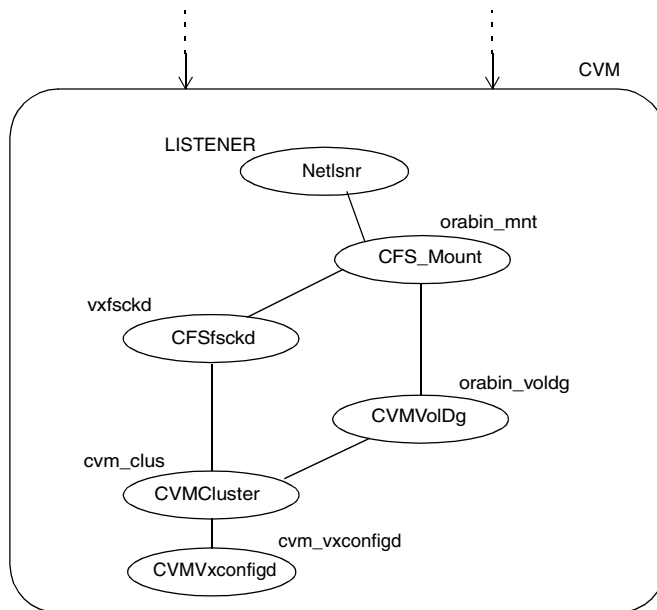 CVM
LISTENER
Netlsnr
orabin_mnt
CFS_Mount
vxfsckd
CFSfsckd
orabin_voldg
CVMVolDg
cvm_clus
CVMCluster
cvm_vxconfigd
CVMVxconfigd